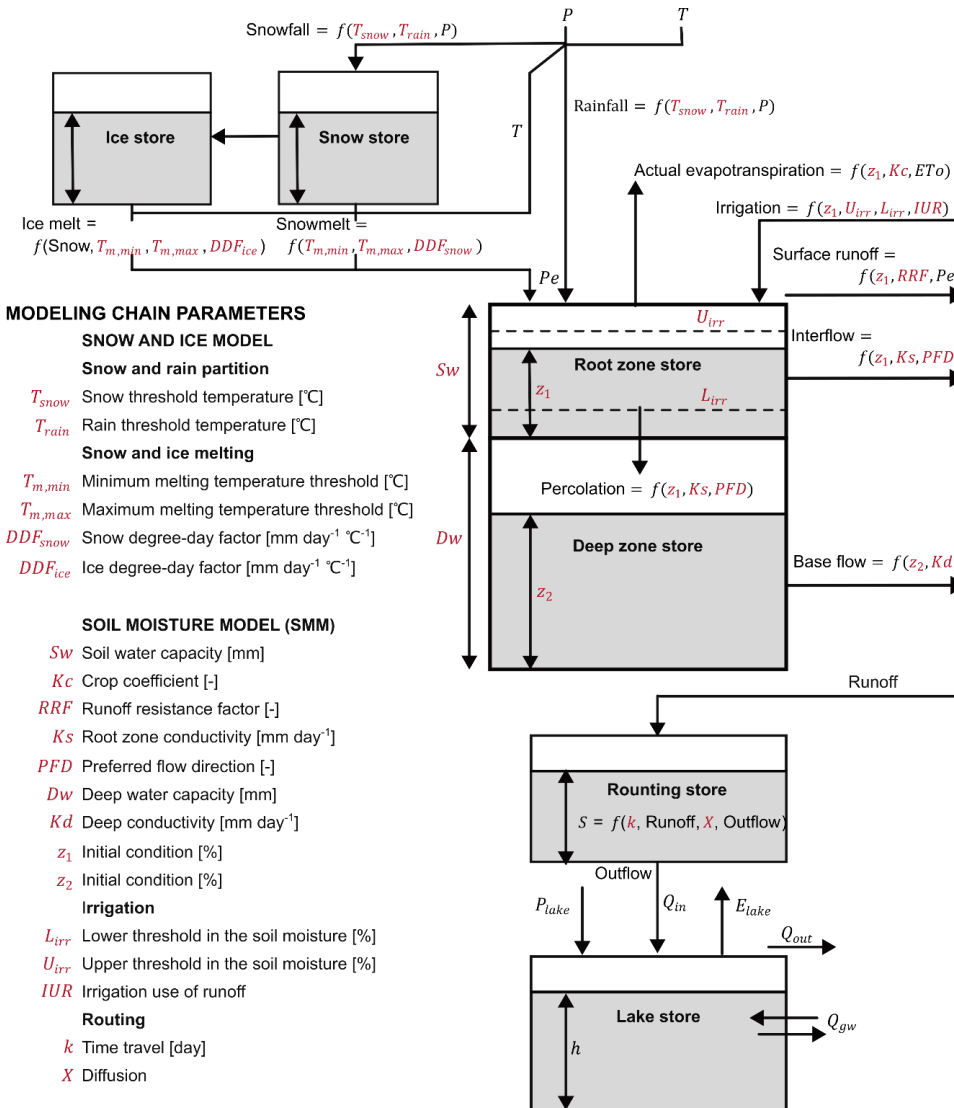 P
T
Snowfall = f(T_snow, T_rain, P)
Ice store
Snow store
T
Rainfall = f(T_snow, T_rain, P)
Actual evapotranspiration = f(z_1, Kc, ETo)
Irrigation = f(z_1, U_irr, L_irr, IUR)
Ice melt =
f(Snow, T_m,min, T_m,max, DDF_ice)
Snowmelt =
f(T_m,min, T_m,max, DDF_snow)
Surface runoff =
f(z_1, RRF, Pe
Pe
Interflow =
f(z_1, Ks, PFD
U_irr
Root zone store
Sw
z_1
L_irr
Percolation = f(z_1, Ks, PFD)
Dw
Deep zone store
z_2
Base flow = f(z_2, Kd
Runoff
Rounting store
S = f(k, Runoff, X, Outflow)
Outflow
P_lake
Q_in
E_lake
Q_out
Lake store
h
Q_gw
MODELING CHAIN PARAMETERS
SNOW AND ICE MODEL
Snow and rain partition
T_snow Snow threshold temperature [℃]
T_rain Rain threshold temperature [℃]
Snow and ice melting
T_m,min Minimum melting temperature threshold [℃]
T_m,max Maximum melting temperature threshold [℃]
DDF_snow Snow degree-day factor [mm day⁻¹ ℃⁻¹]
DDF_ice Ice degree-day factor [mm day⁻¹ ℃⁻¹]
SOIL MOISTURE MODEL (SMM)
Sw Soil water capacity [mm]
Kc Crop coefficient [-]
RRF Runoff resistance factor [-]
Ks Root zone conductivity [mm day⁻¹]
PFD Preferred flow direction [-]
Dw Deep water capacity [mm]
Kd Deep conductivity [mm day⁻¹]
z_1 Initial condition [%]
z_2 Initial condition [%]
Irrigation
L_irr Lower threshold in the soil moisture [%]
U_irr Upper threshold in the soil moisture [%]
IUR Irrigation use of runoff
Routing
k Time travel [day]
X Diffusion